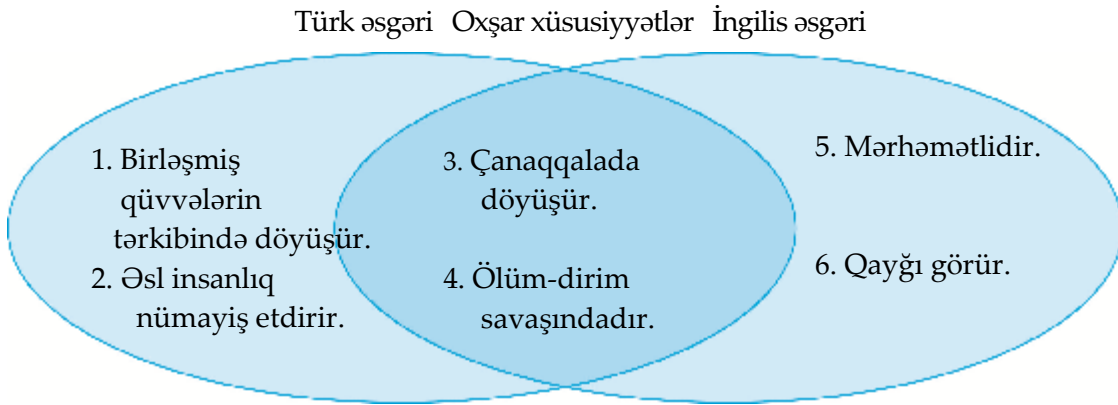 Türk əsgəri Oxşar xüsusiyyətlər İngilis əsgəri
1. Birləşmiş
qüvvələrin
tərkibində döyüşür.
2. Əsl insanlıq
nümayiş etdirir.
3. Çanaqqalada
döyüşür.
4. Ölüm-dirim
savaşındadır.
5. Mərhəmətlidir.
6. Qayğı görür.